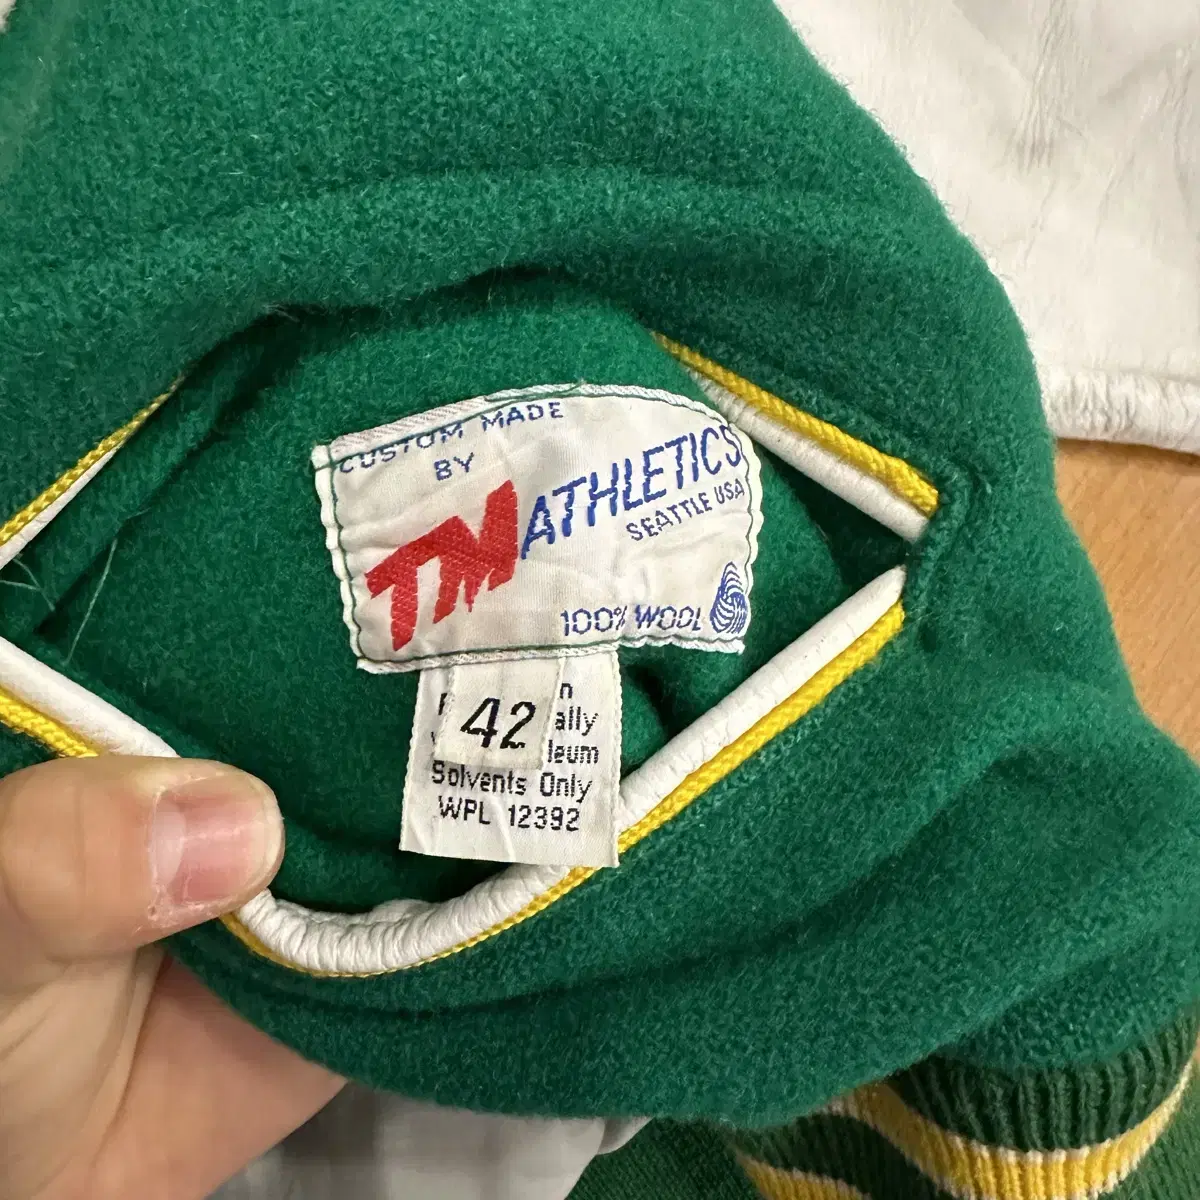 CUSTOM MADE
BY
TM ATHLETICS
SEATTLE USA
100% WOOL
42
Solvents Only
WPL 12392